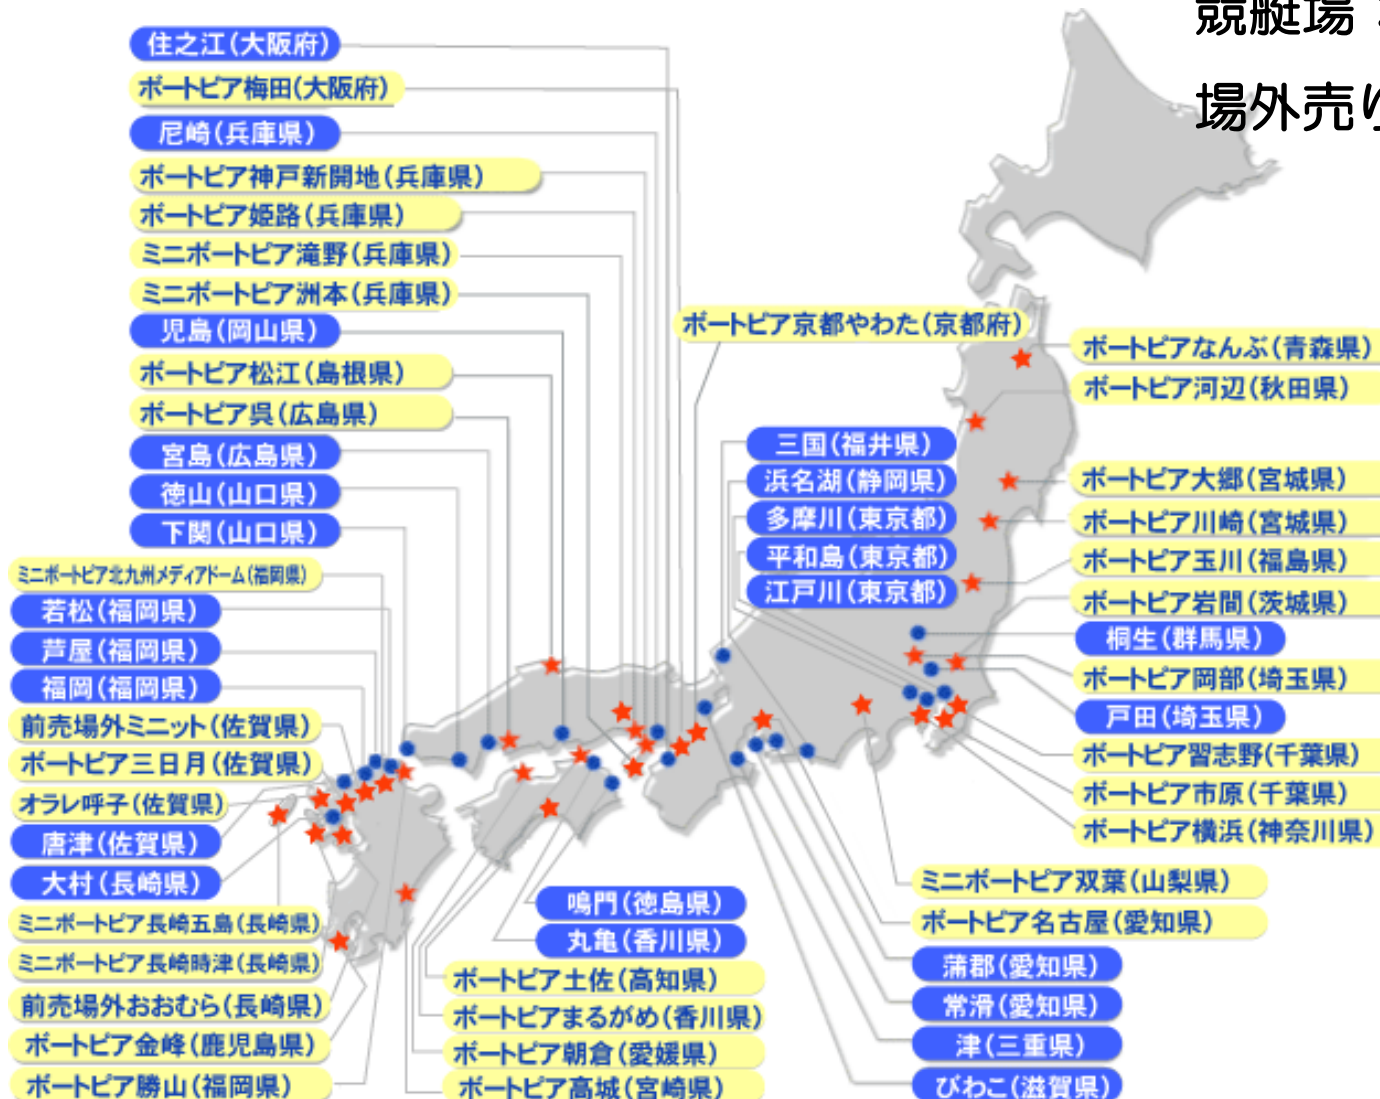 競艇場
場外売り
住之江(大阪府)
ボートピア梅田(大阪府)
尼崎(兵庫県)
ボートピア神戸新開地(兵庫県)
ボートピア姫路(兵庫県)
ミニボートピア滝野(兵庫県)
ミニボートピア洲本(兵庫県)
児島(岡山県)
ボートピア松江(島根県)
ボートピア呉(広島県)
宮島(広島県)
徳山(山口県)
下関(山口県)
ミニボートピア北九州メディアドーム(福岡県)
若松(福岡県)
芦屋(福岡県)
福岡(福岡県)
前売場外ミニット(佐賀県)
ボートピア三日月(佐賀県)
オラレ呼子(佐賀県)
唐津(佐賀県)
大村(長崎県)
ミニボートピア長崎五島(長崎県)
ミニボートピア長崎時津(長崎県)
前売場外おおむら(長崎県)
ボートピア金峰(鹿児島県)
ボートピア勝山(福岡県)
ボートピア京都やわた(京都府)
三国(福井県)
浜名湖(静岡県)
多摩川(東京都)
平和島(東京都)
江戸川(東京都)
鳴門(徳島県)
丸亀(香川県)
ボートピア土佐(高知県)
ボートピアまるがめ(香川県)
ボートピア朝倉(愛媛県)
ボートピア高城(宮崎県)
ボートピアなんぶ(青森県)
ボートピア河辺(秋田県)
ボートピア大郷(宮城県)
ボートピア川崎(宮城県)
ボートピア玉川(福島県)
ボートピア岩間(茨城県)
桐生(群馬県)
ボートピア岡部(埼玉県)
戸田(埼玉県)
ボートピア習志野(千葉県)
ボートピア市原(千葉県)
ボートピア横浜(神奈川県)
ミニボートピア双葉(山梨県)
ボートピア名古屋(愛知県)
蒲郡(愛知県)
常滑(愛知県)
津(三重県)
びわこ(滋賀県)